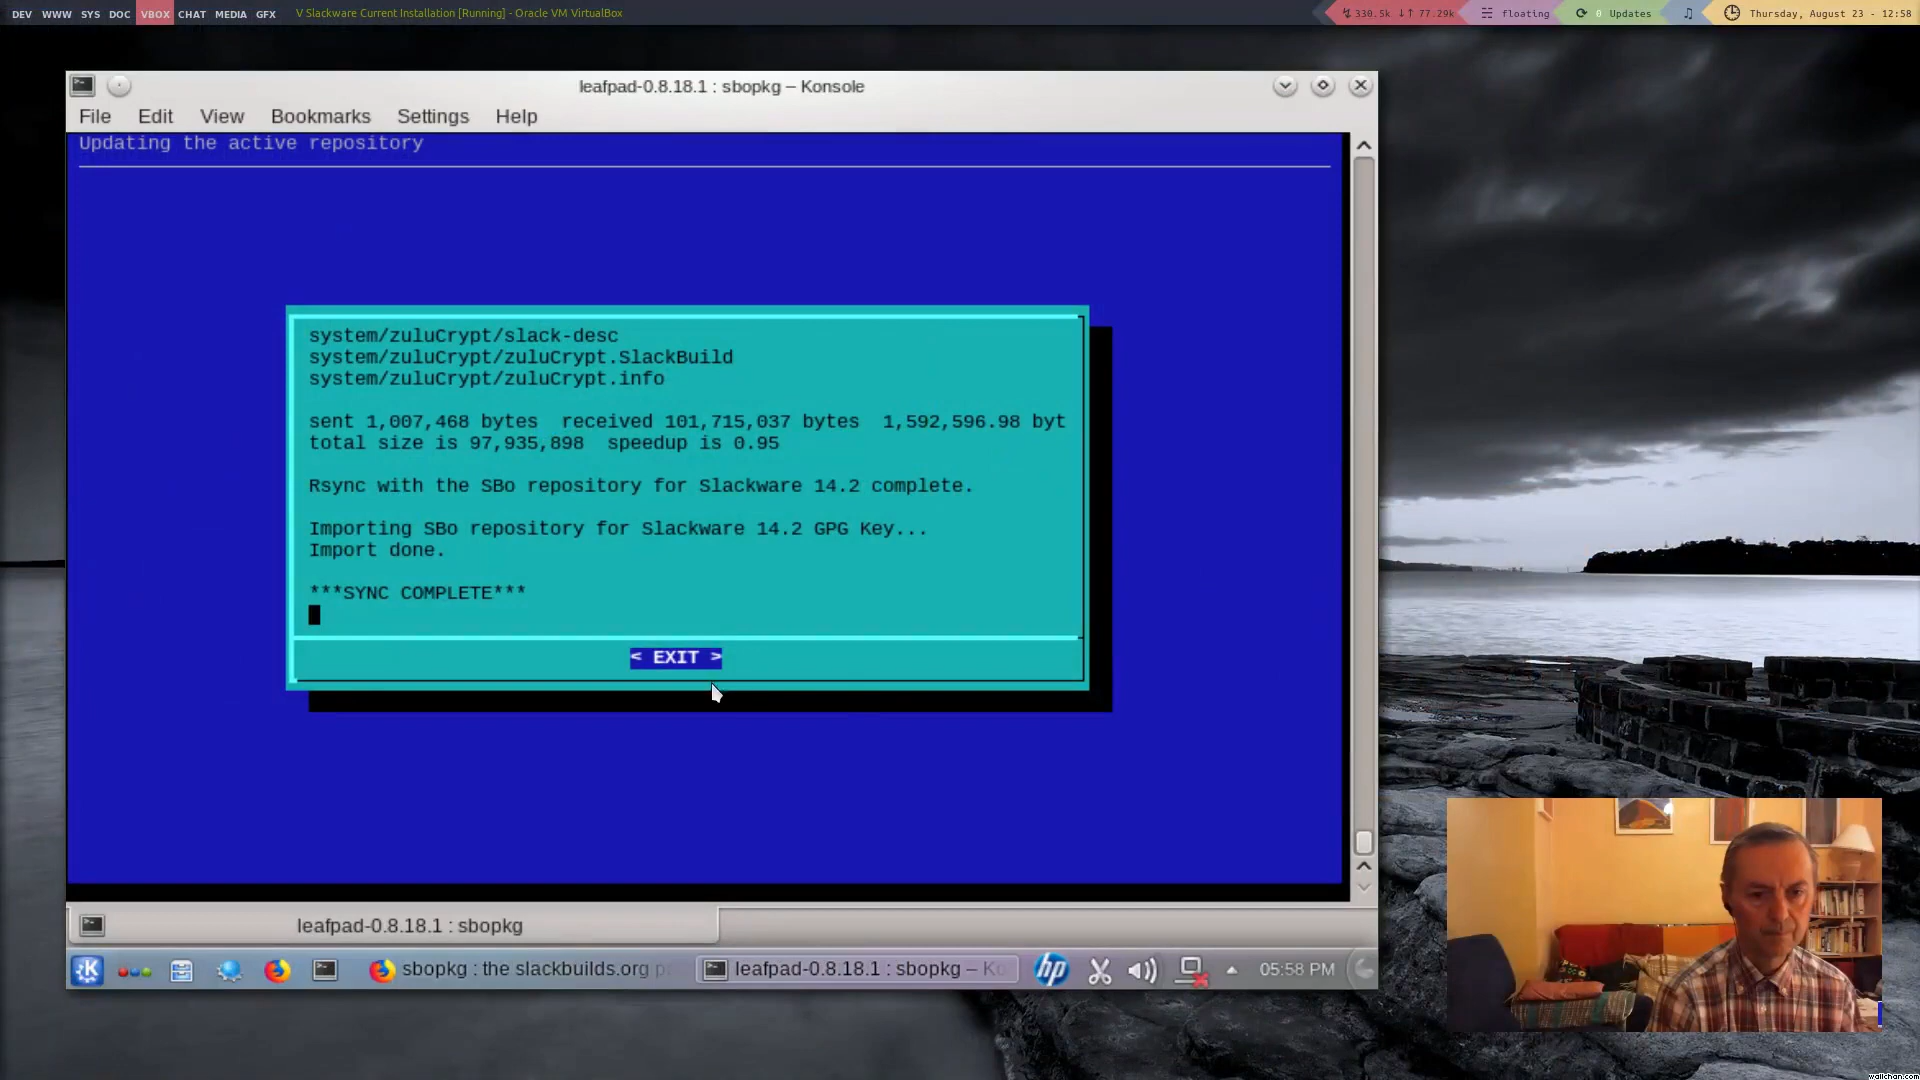 DEV WWW SYS DOC VBOX CHAT MEDIA GFX V Slackware Current Installation [Running] - Oracle VM VirtualBox 330.5k ↓↑ 77.29k floating 0 Updates Thursday, August 23 - 12:58
leafpad-0.8.18.1 : sbopkg – Konsole
File Edit View Bookmarks Settings Help
Updating the active repository
system/zuluCrypt/slack-desc
system/zuluCrypt/zuluCrypt.SlackBuild
system/zuluCrypt/zuluCrypt.info
sent 1,007,468 bytes  received 101,715,037 bytes  1,592,596.98 byt
total size is 97,935,898  speedup is 0.95
Rsync with the SBo repository for Slackware 14.2 complete.
Importing SBo repository for Slackware 14.2 GPG Key...
Import done.
***SYNC COMPLETE***
< EXIT >
leafpad-0.8.18.1 : sbopkg
sbopkg : the slackbuilds.org p leafpad-0.8.18.1 : sbopkg – Ko hp 05:58 PM
wallchan.com